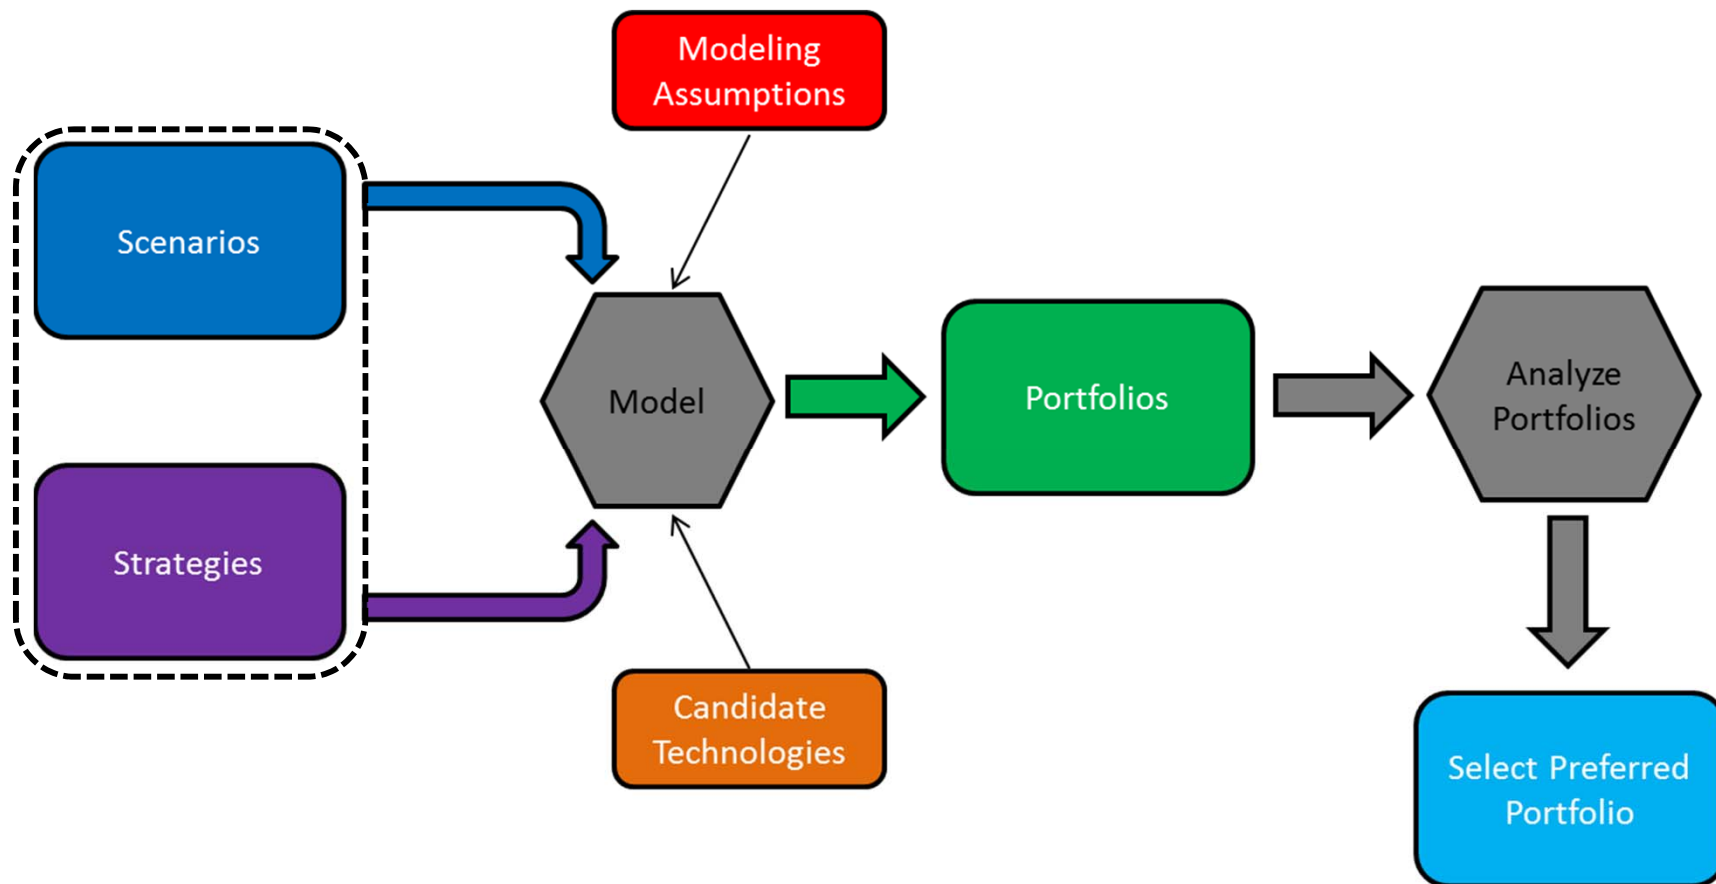 Modeling
Assumptions
Scenarios
Model
Portfolios
Analyze
Portfolios
Strategies
Candidate
Technologies
Select Preferred
Portfolio